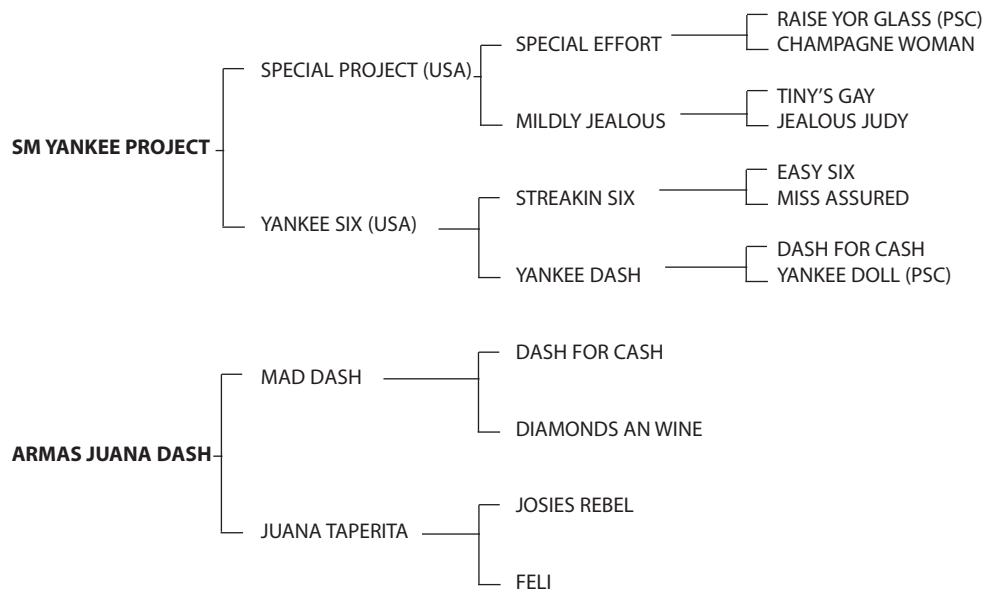 RAISE YOR GLASS (PSC)
SPECIAL EFFORT
CHAMPAGNE WOMAN
SPECIAL PROJECT (USA)
TINY'S GAY
MILDLY JEALOUS
JEALOUS JUDY
SM YANKEE PROJECT
EASY SIX
STREAKIN SIX
MISS ASSURED
YANKEE SIX (USA)
DASH FOR CASH
YANKEE DASH
YANKEE DOLL (PSC)
DASH FOR CASH
MAD DASH
DIAMONDS AN WINE
ARMAS JUANA DASH
JOSIES REBEL
JUANA TAPERITA
FELI